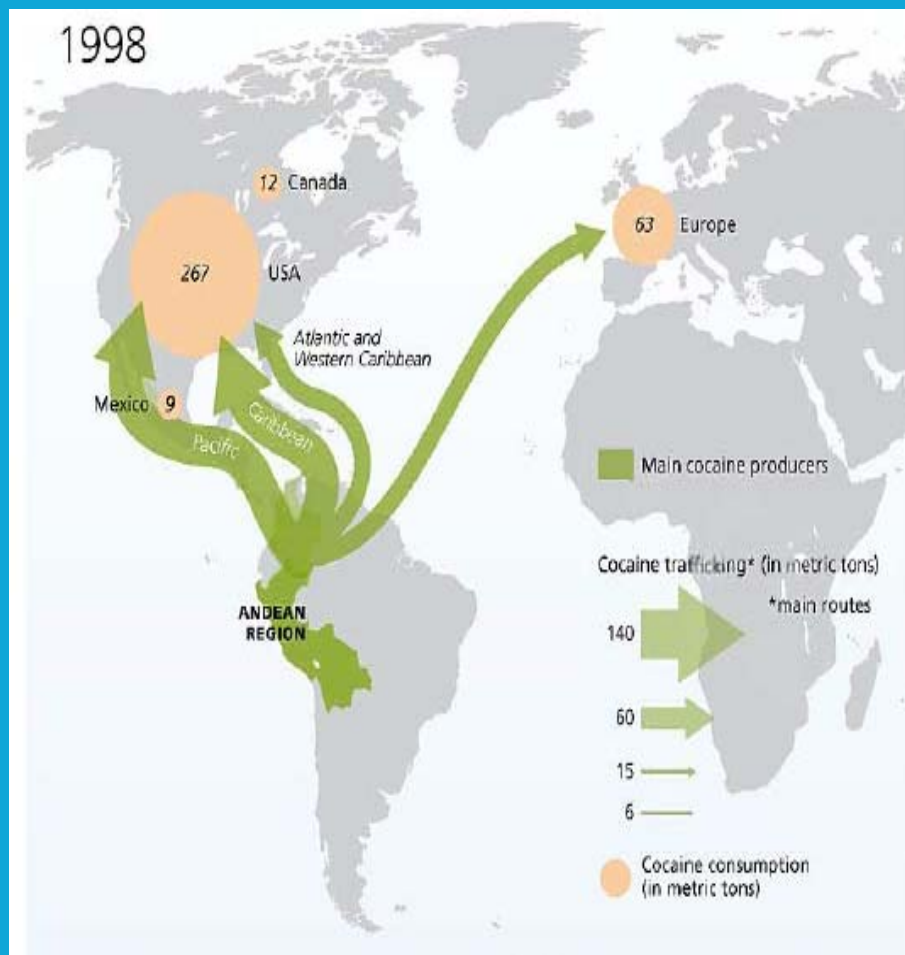 1998
12 Canada
267 USA
63 Europe
Atlantic and
Western Caribbean
Mexico 9
Caribbean
Pacific
Main cocaine producers
Cocaine trafficking* (in metric tons)
*main routes
ANDEAN
REGION
140
60
15
6
Cocaine consumption
(in metric tons)